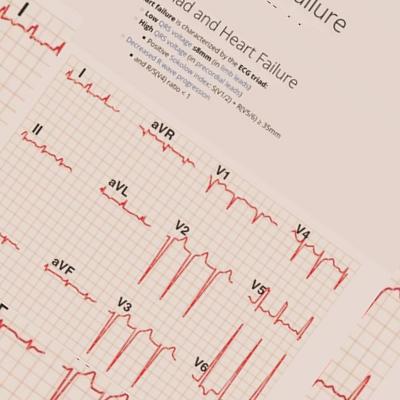 ailure
iad and Heart Failure
art failure is characterized by the ECG triad:
Low QRS voltage ≤8mm (in limb leads)
High QRS voltage (in precordial leads)
Positive Sokolow index: S(V1/2) + R(V5/6) ≥ 35mm
Decreased R wave progression
and R/S(V4) ratio < 1
I
I
aVR
V1
V4
II
aVL
V2
V5
aVF
V3
V6